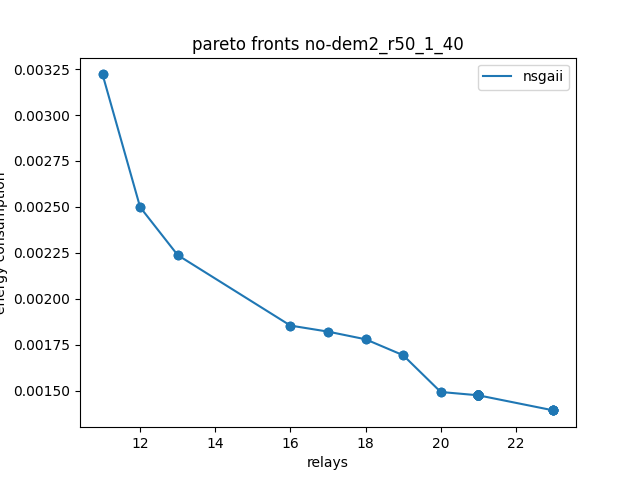 pareto fronts no-dem2_r50_1_40
nsgaii
0.00325
0.00300
0.00275
0.00250
0.00225
0.00200
0.00175
0.00150
energy consumption
12 14 16 18 20 22
relays